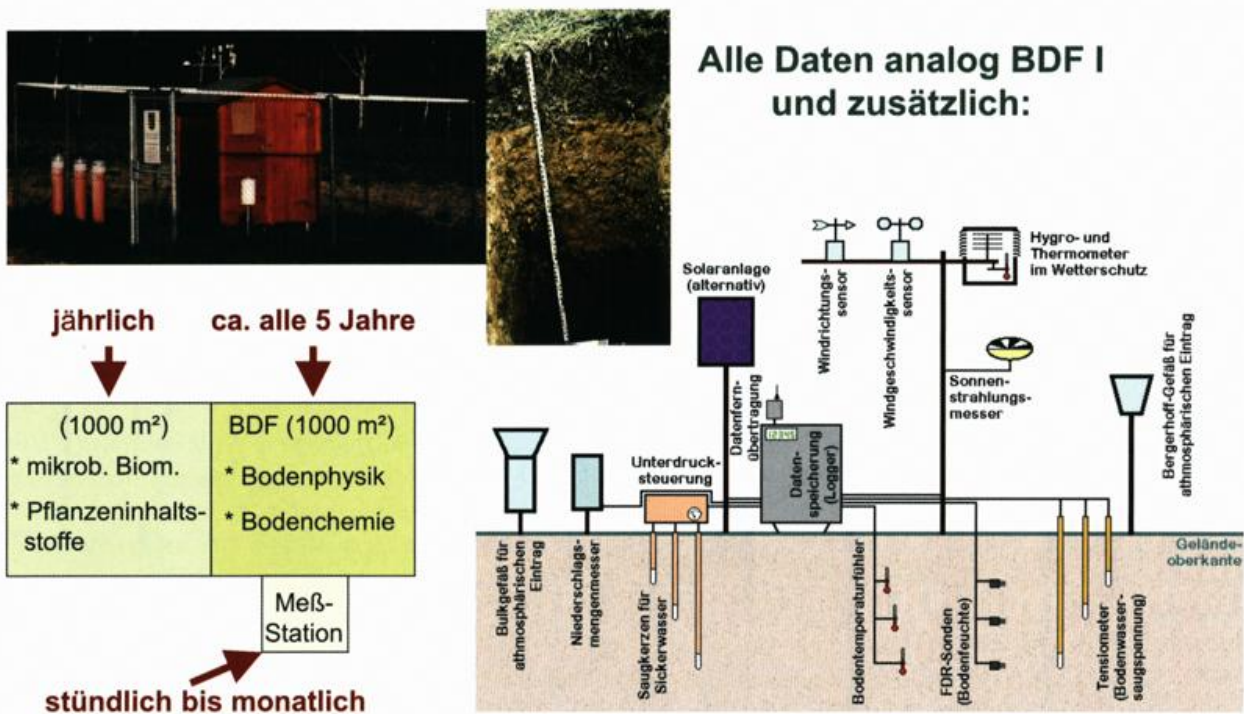 Alle Daten analog BDF I
und zusätzlich:
jährlich
ca. alle 5 Jahre
(1000 m²)
* mikrob. Biom.
* Pflanzeninhalts-
stoffe
BDF (1000 m²)
* Bodenphysik
* Bodenchemie
Meß-
Station
stündlich bis monatlich
Solaranlage
(alternativ)
Windrichtungs-
sensor
Windgeschwindigkeits-
sensor
Hygro- und
Thermometer
im Wetterschutz
Sonnen-
strahlungs-
messer
Bergerhoff-Gefäß für
athmosphärischen Eintrag
Datenfern-
übertragung
12345
Daten-
speicherung
(Logger)
Unterdruck-
steuerung
Gelände-
oberkante
Bulkgefäß für
athmosphärischen
Eintrag
Niederschlags-
mengenmesser
Saugkerzen für
Sickerwasser
Bodentemperaturfühler
FDR-Sonden
(Bodenfeuchte)
Tensiometer
(Bodenwasser-
saugspannung)